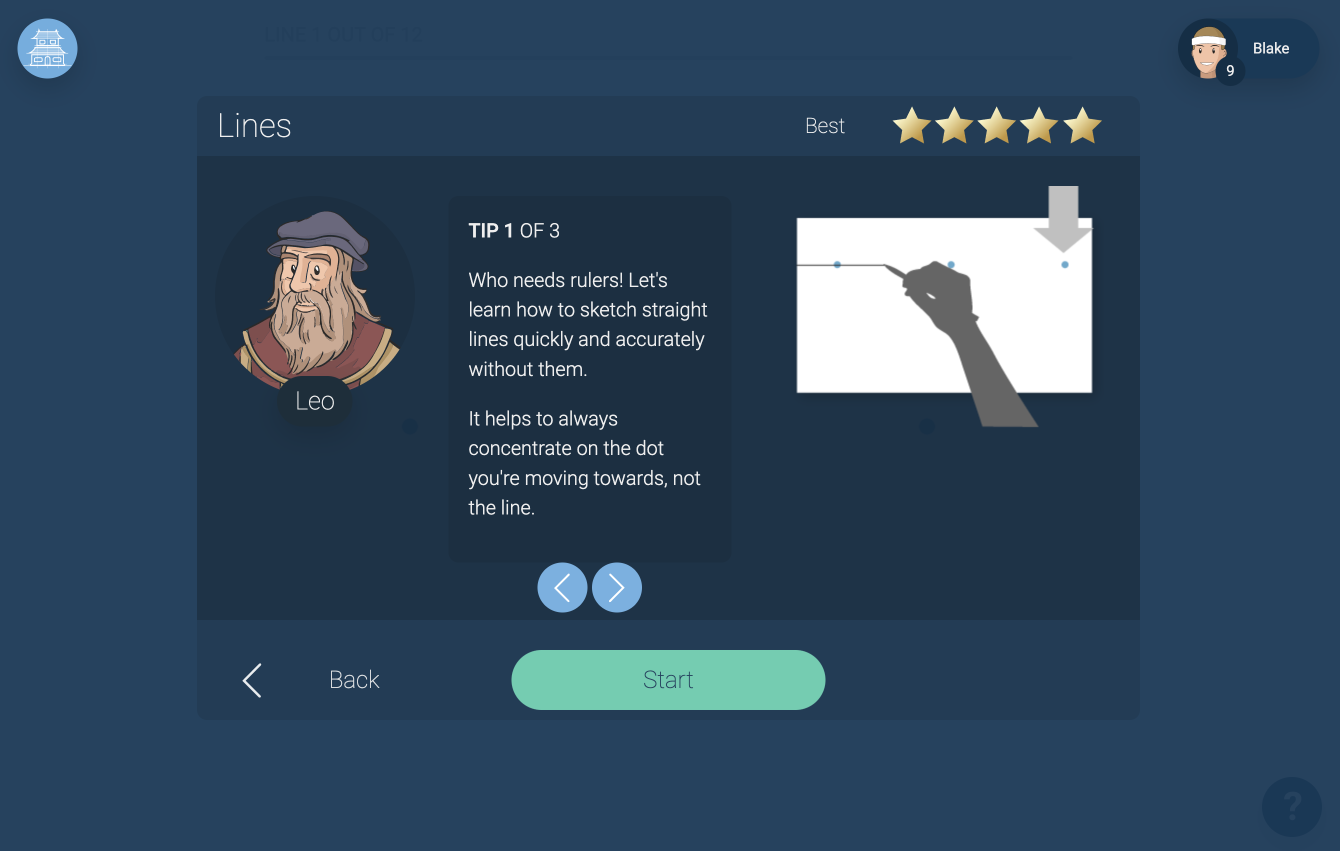 LINE 1 OUT OF 12
Blake
9
Lines
Best
TIP 1 OF 3
Who needs rulers! Let's
learn how to sketch straight
lines quickly and accurately
without them.
It helps to always
concentrate on the dot
you're moving towards, not
the line.
Leo
Back
Start
?